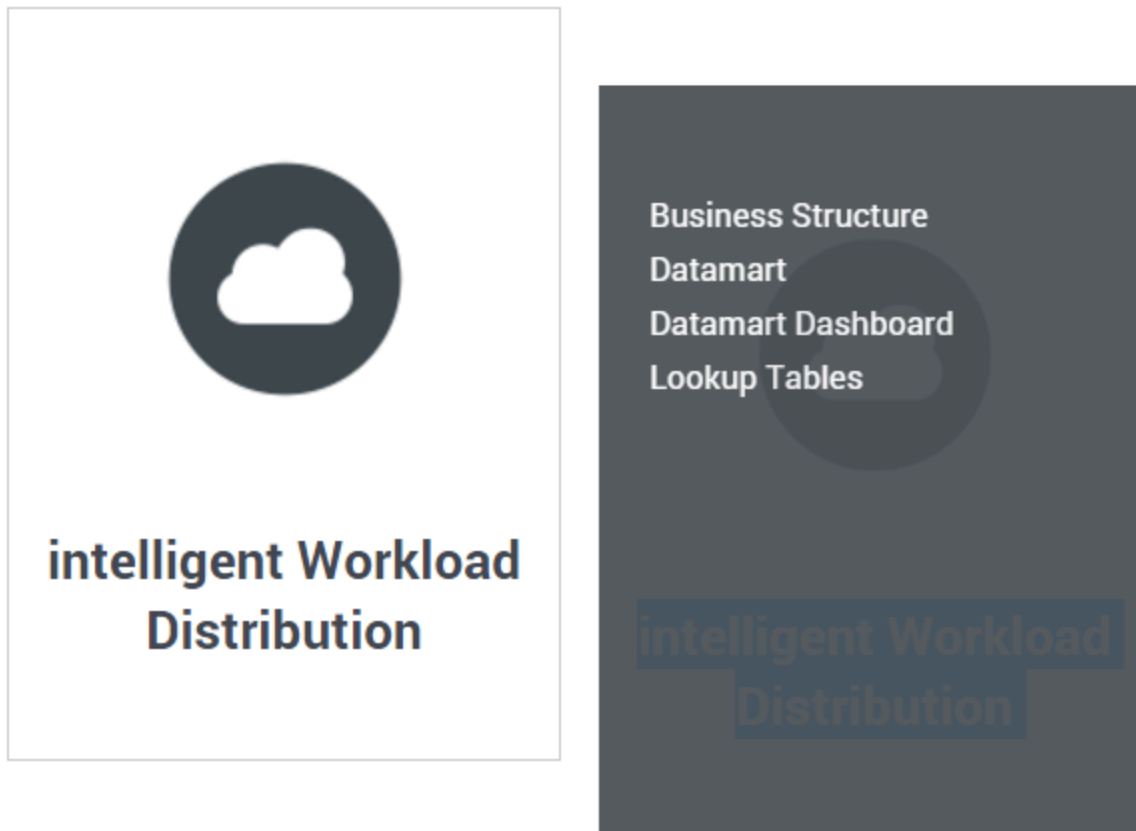 intelligent Workload
Distribution
Business Structure
Datamart
Datamart Dashboard
Lookup Tables
intelligent Workload
Distribution